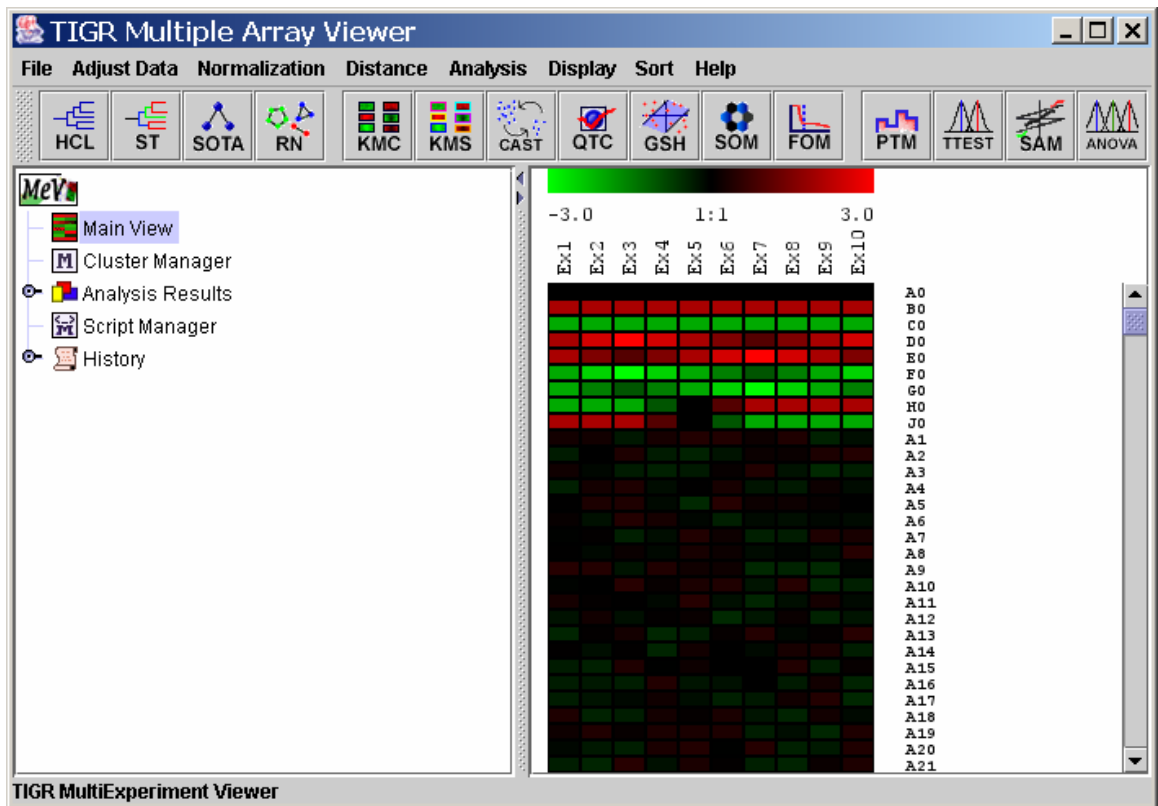 TIGR Multiple Array Viewer
File Adjust Data Normalization Distance Analysis Display Sort Help
HCL ST SOTA RN KMC KMS CAST QTC GSH SOM FOM PTM TTEST SAM ANOVA
MeV
Main View
M Cluster Manager
Analysis Results
M Script Manager
History
-3.0 1:1 3.0
Ex1 Ex2 Ex3 Ex4 Ex5 Ex6 Ex7 Ex8 Ex9 Ex10
A0
B0
C0
D0
E0
F0
G0
H0
J0
A1
A2
A3
A4
A5
A6
A7
A8
A9
A10
A11
A12
A13
A14
A15
A16
A17
A18
A19
A20
A21
TIGR MultiExperiment Viewer